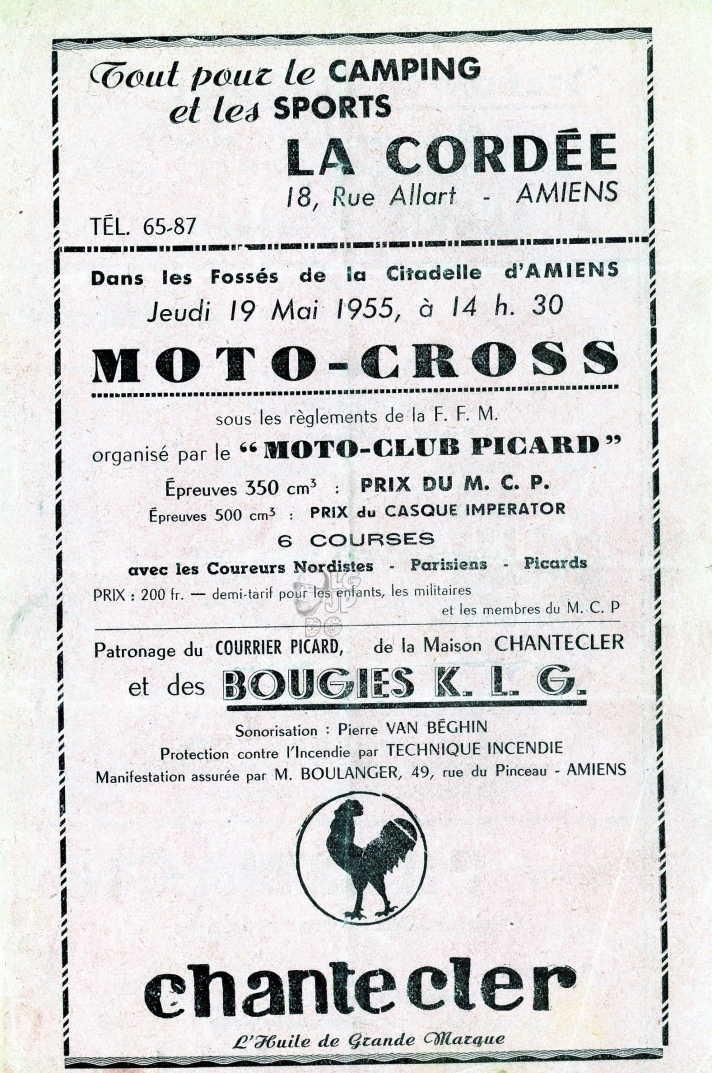 Tout pour le CAMPING
et les SPORTS
LA CORDÉE
18, Rue Allart - AMIENS
TÉL. 65-87
Dans les Fossés de la Citadelle d'AMIENS
Jeudi 19 Mai 1955, à 14 h. 30
MOTO-CROSS
sous les règlements de la F. F. M.
organisé par le “ MOTO-CLUB PICARD ”
Épreuves 350 cm³ : PRIX DU M. C. P.
Épreuves 500 cm³ : PRIX du CASQUE IMPERATOR
6 COURSES
avec les Coureurs Nordistes - Parisiens - Picards
PRIX : 200 fr. — demi-tarif pour les enfants, les militaires
et les membres du M. C. P
Patronage du COURRIER PICARD, de la Maison CHANTECLER
et des BOUGIES K. L. G.
Sonorisation : Pierre VAN BÉGHIN
Protection contre l'Incendie par TECHNIQUE INCENDIE
Manifestation assurée par M. BOULANGER, 49, rue du Pinceau - AMIENS
chantecler
L'Huile de Grande Marque